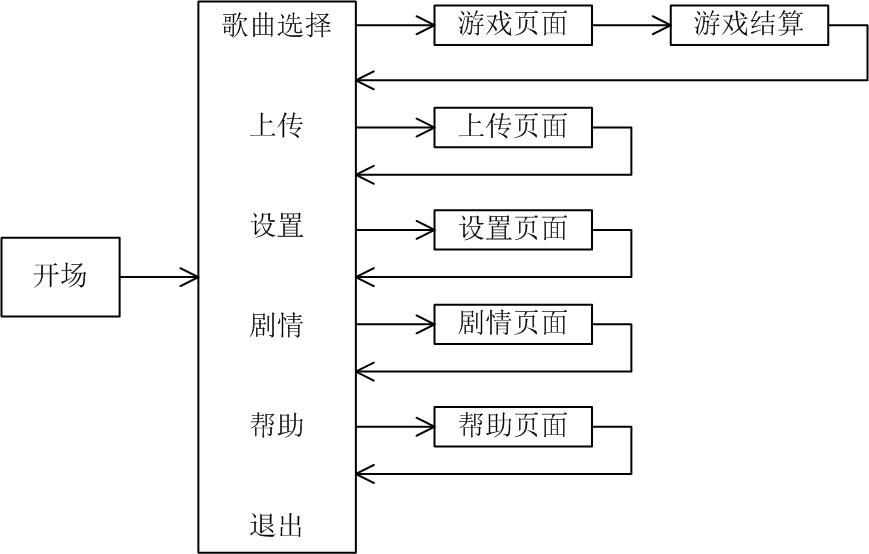 歌曲选择
游戏页面
游戏结算
上传
上传页面
设置
设置页面
开场
剧情
剧情页面
帮助
帮助页面
退出